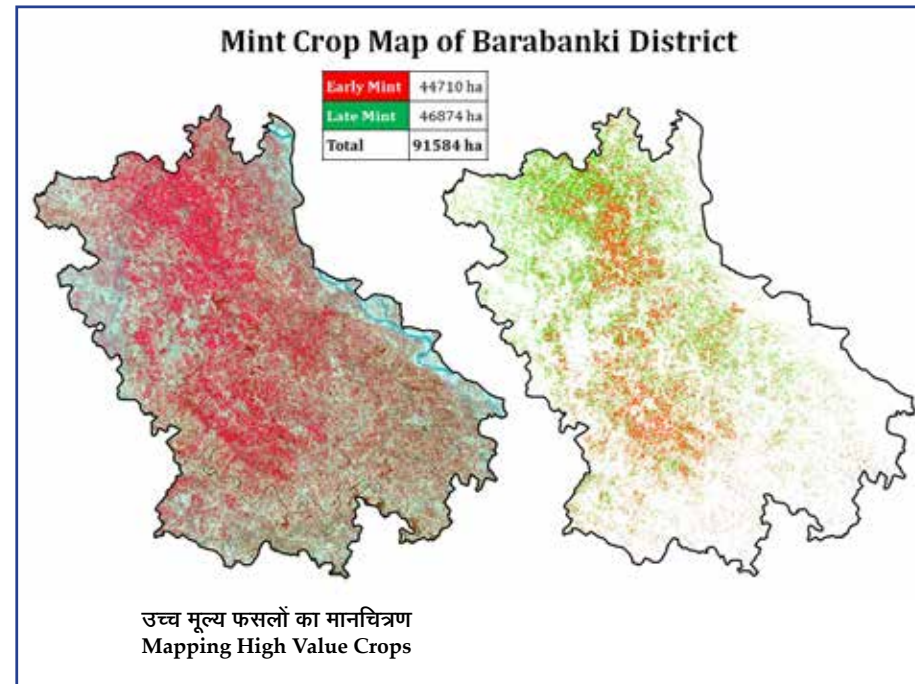 Mint Crop Map of Barabanki District
Early Mint 44710 ha
Late Mint 46874 ha
Total 91584 ha
उच्च मूल्य फसलों का मानचित्रण
Mapping High Value Crops